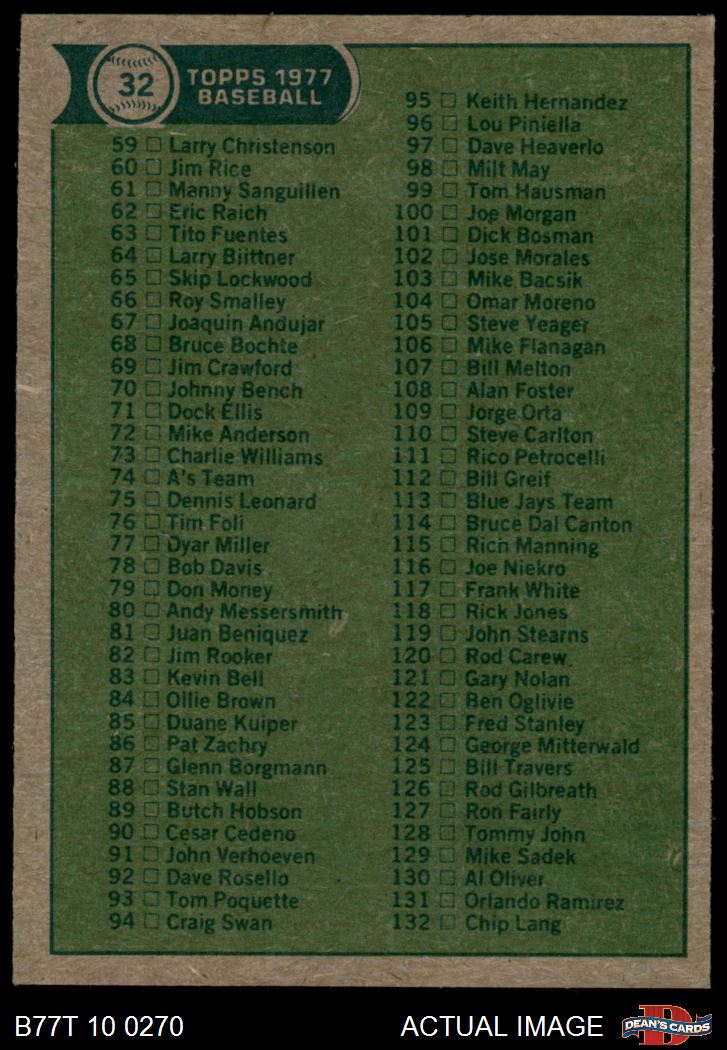 32
TOPPS 1977
BASEBALL
59 Larry Christenson
60 Jim Rice
61 Manny Sanguillen
62 Eric Raich
63 Tito Fuentes
64 Larry Biittner
65 Skip Lockwood
66 Roy Smalley
67 Joaquin Andujar
68 Bruce Bochte
69 Jim Crawford
70 Johnny Bench
71 Dock Ellis
72 Mike Anderson
73 Charlie Williams
74 A's Team
75 Dennis Leonard
76 Tim Foli
77 Dyar Miller
78 Bob Davis
79 Don Money
80 Andy Messersmith
81 Juan Beniquez
82 Jim Rooker
83 Kevin Bell
84 Ollie Brown
85 Duane Kuiper
86 Pat Zachry
87 Glenn Borgmann
88 Stan Wall
89 Butch Hobson
90 Cesar Cedeno
91 John Verhoeven
92 Dave Rosello
93 Tom Poquette
94 Craig Swan
95 Keith Hernandez
96 Lou Piniella
97 Dave Heaverlo
98 Milt May
99 Tom Hausman
100 Joe Morgan
101 Dick Bosman
102 Jose Morales
103 Mike Bacsik
104 Omar Moreno
105 Steve Yeager
106 Mike Flanagan
107 Bill Melton
108 Alan Foster
109 Jorge Orta
110 Steve Carlton
111 Rico Petrocelli
112 Bill Greif
113 Blue Jays Team
114 Bruce Dal Canton
115 Rich Manning
116 Joe Niekro
117 Frank White
118 Rick Jones
119 John Stearns
120 Rod Carew
121 Gary Nolan
122 Ben Oglivie
123 Fred Stanley
124 George Mitterwald
125 Bill Travers
126 Rod Gilbreath
127 Ron Fairly
128 Tommy John
129 Mike Sadek
130 Al Oliver
131 Orlando Ramirez
132 Chip Lang
B77T 10 0270
ACTUAL IMAGE
D
DEAN'S CARDS